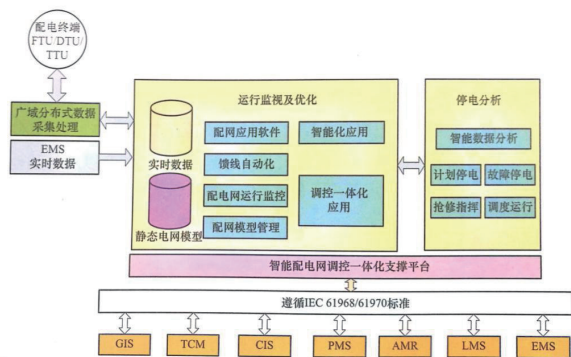 配电终端
FTU/DTU/
TTU
广域分布式数据
采集处理
EMS
实时数据
运行监视及优化
实时数据
静态电网模型
配网应用软件
智能化应用
馈线自动化
配电网运行监控
调控一体化
应用
配网模型管理
停电分析
智能数据分析
计划停电
故障停电
抢修指挥
调度运行
智能配电网调控一体化支撑平台
遵循IEC 61968/61970标准
GIS
TCM
CIS
PMS
AMR
LMS
EMS